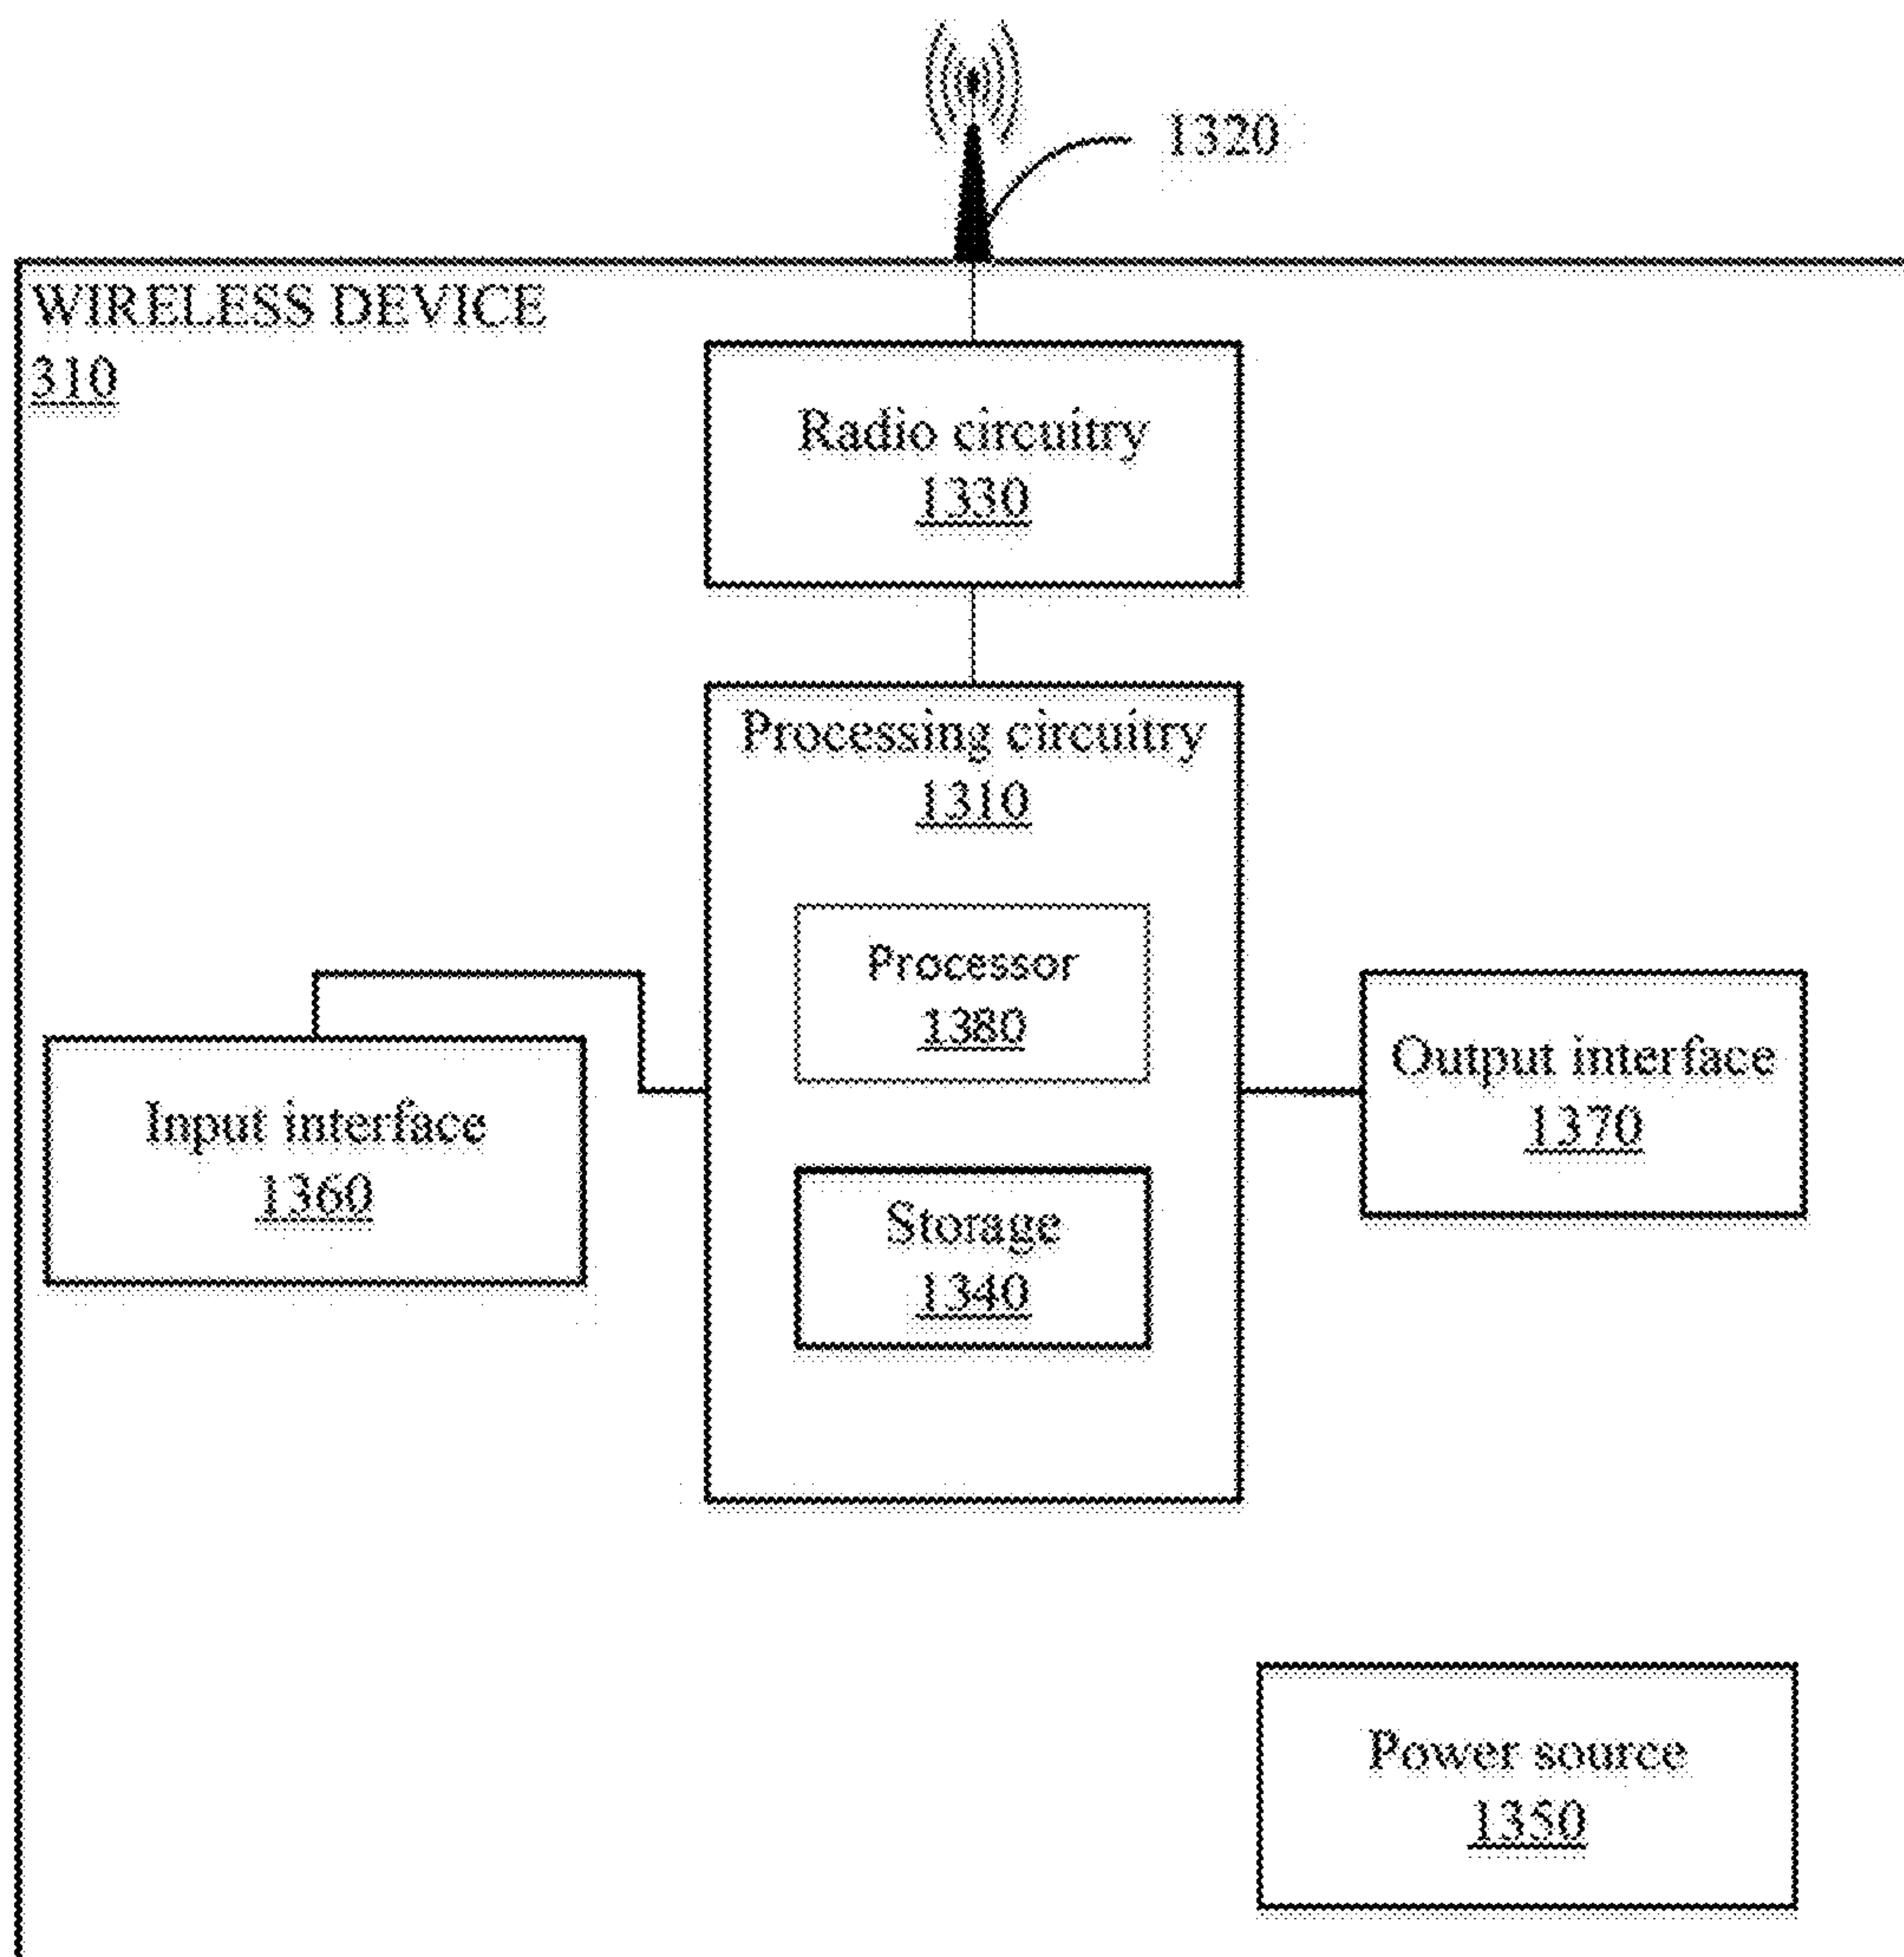 1320
WIRELESS DEVICE
310
Radio circuitry
1330
Processing circuitry
1310
Processor
1380
Input interface
1360
Output interface
1370
Storage
1340
Power source
1350